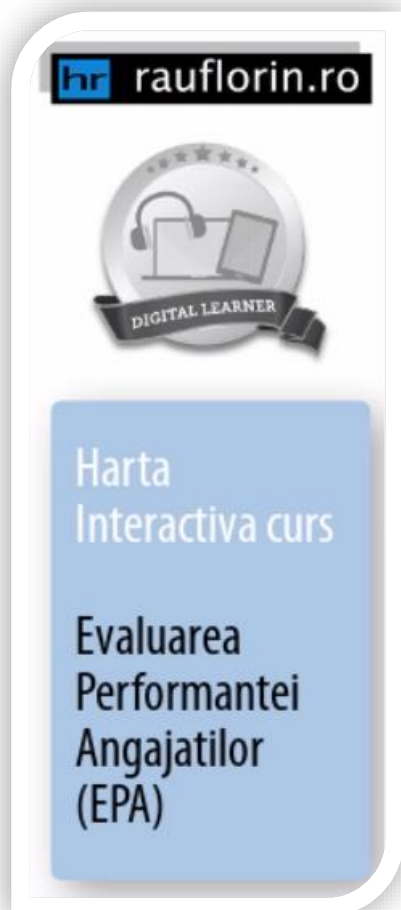 hr rauflorin.ro
DIGITAL LEARNER
Harta
Interactiva curs
Evaluarea
Performantei
Angajatilor
(EPA)